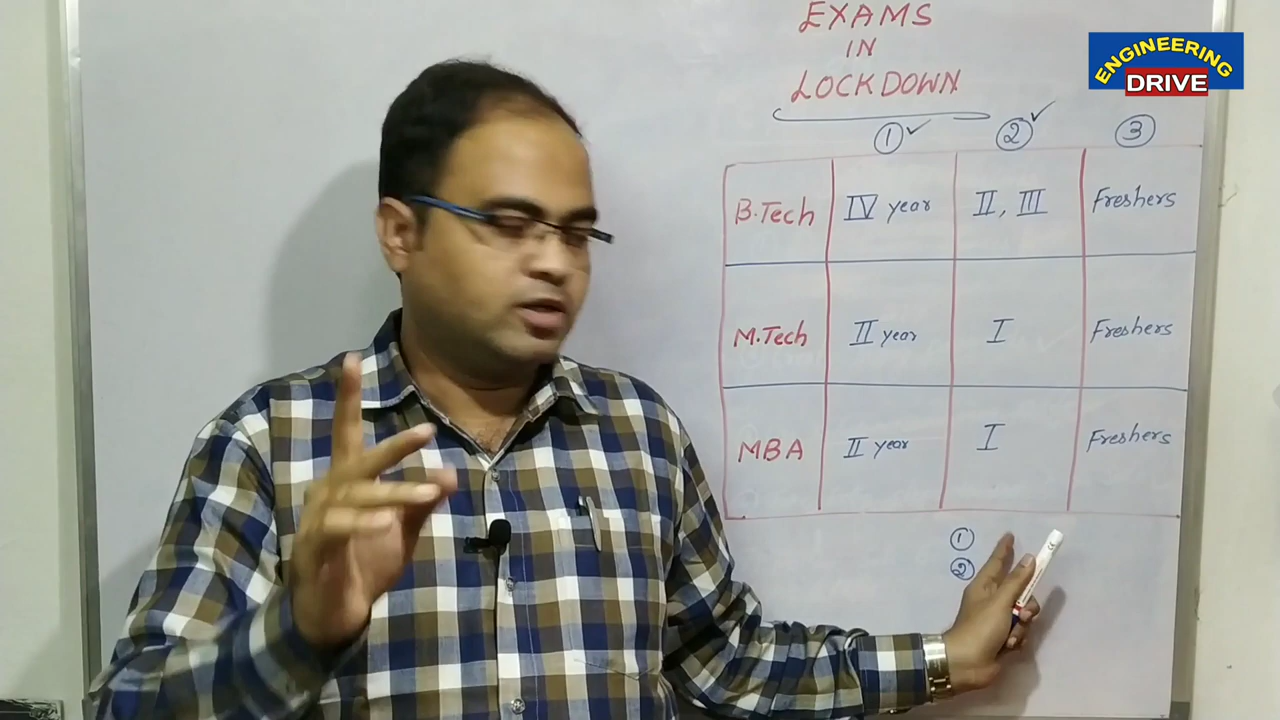 EXAMS
IN
LOCKDOWN
ENGINEERING
DRIVE
① ✓ ② ✓ ③
B.Tech IV year II, III Freshers
M.Tech II year I Freshers
MBA II year I Freshers
①
②